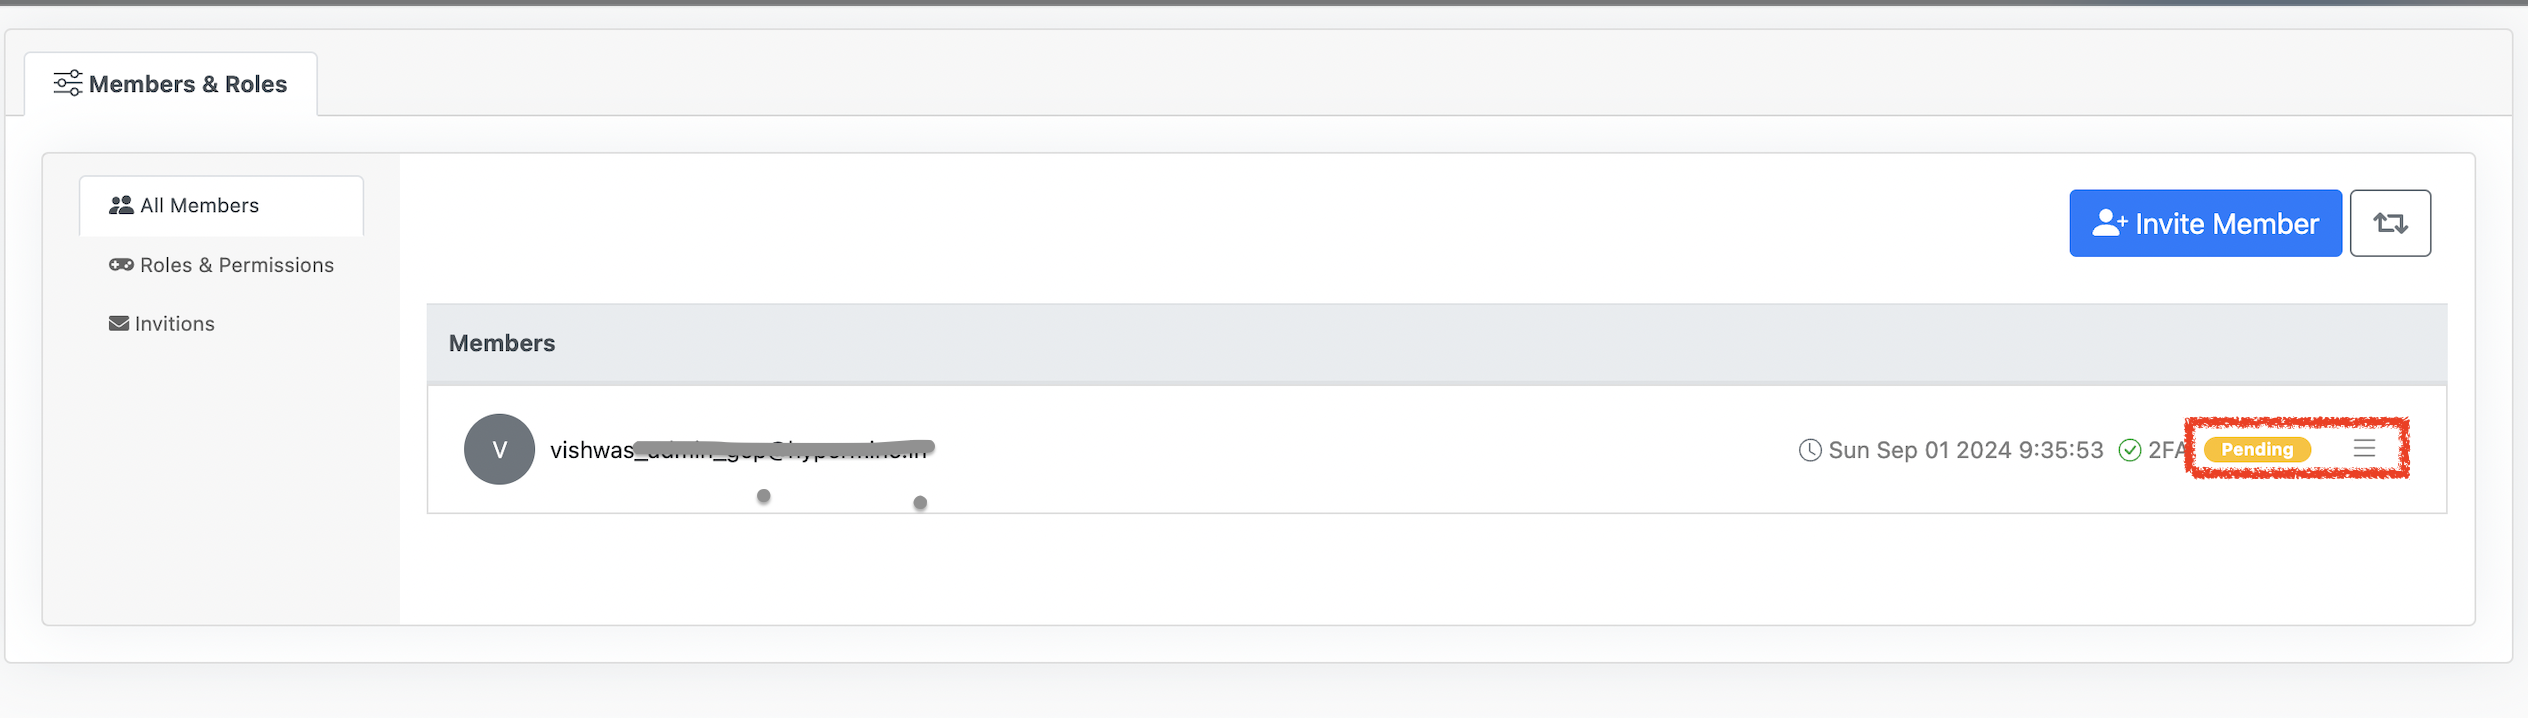 Members & Roles
All Members
Roles & Permissions
Invitions
Invite Member
Members
V
vishwas
Sun Sep 01 2024 9:35:53
2FA
Pending